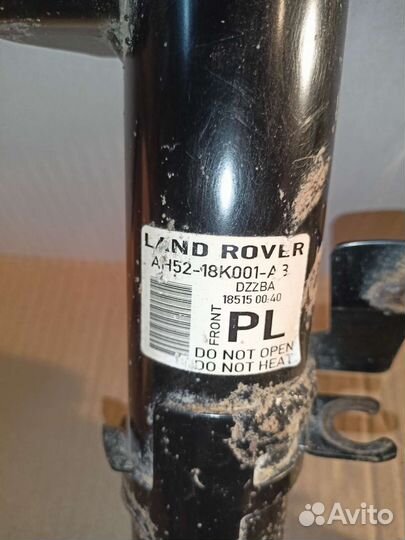 LAND ROVER
AH52-18K001-AB
DZZBA
18515 00:40
FRONT
PL
DO NOT OPEN
DO NOT HEAT
Avito